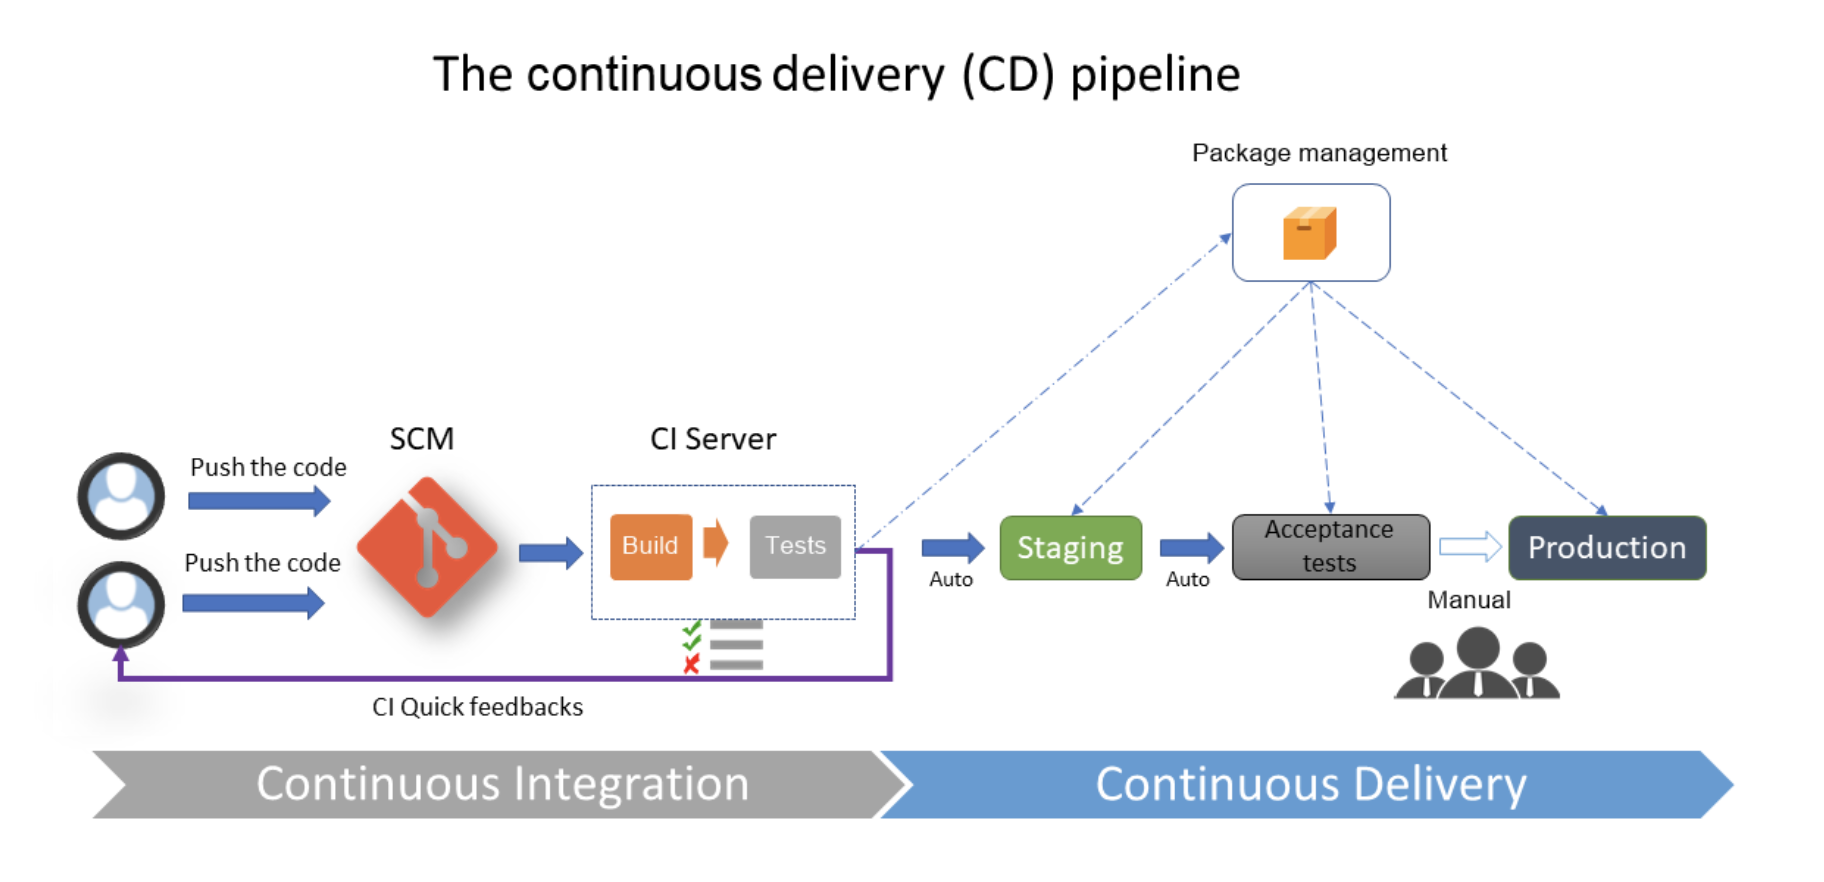 The continuous delivery (CD) pipeline
Package management
SCM
CI Server
Push the code
Push the code
Build
Tests
Auto
Staging
Auto
Acceptance
tests
Production
Manual
CI Quick feedbacks
Continuous Integration
Continuous Delivery